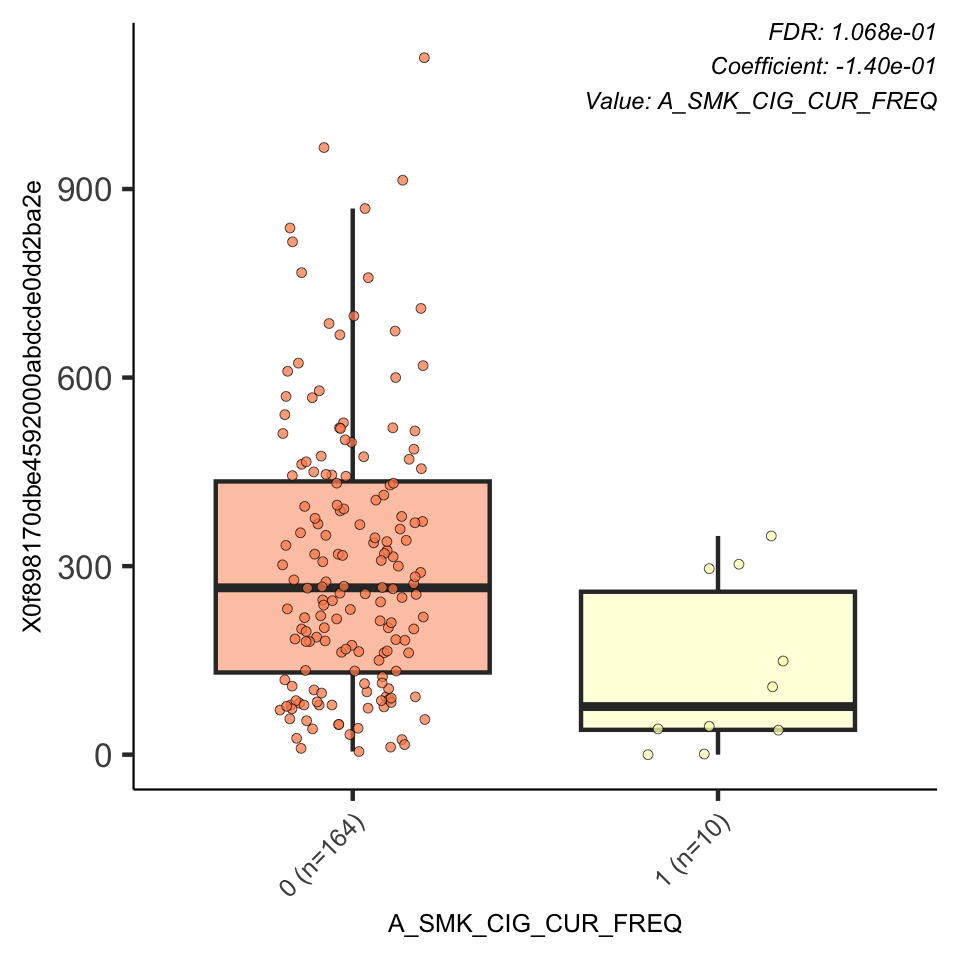 FDR: 1.068e-01
Coefficient: -1.40e-01
Value: A_SMK_CIG_CUR_FREQ
X0f898170dbe4592000abdcde0dd2ba2e
900
600
300
0
0 (n=164)
1 (n=10)
A_SMK_CIG_CUR_FREQ